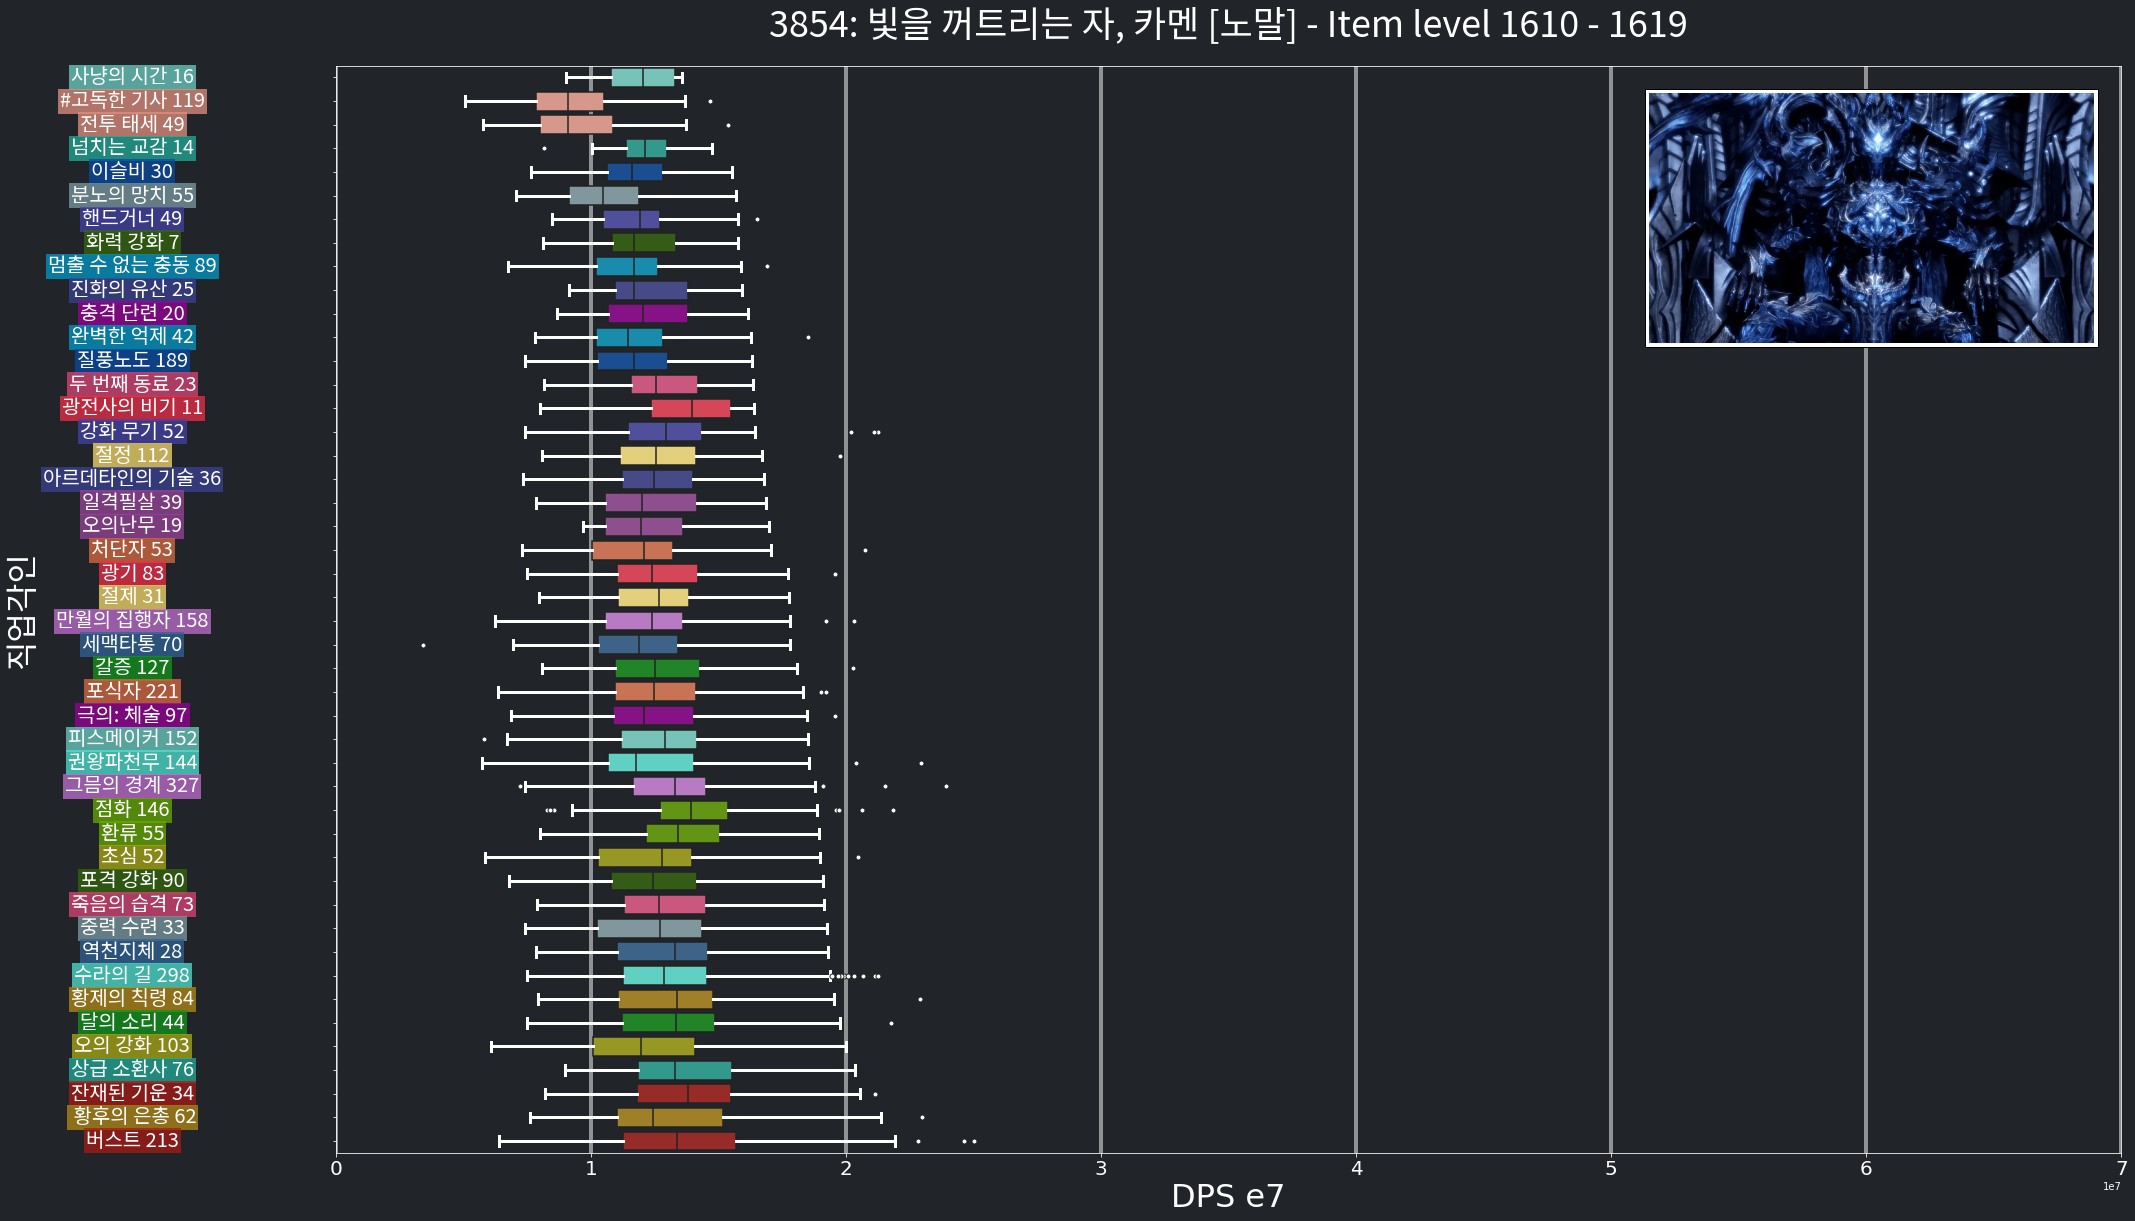 3854: 빛을 꺼트리는 자, 카멘 [노말] - Item level 1610 - 1619
직업각인
사냥의 시간 16
#고독한 기사 119
전투 태세 49
넘치는 교감 14
이슬비 30
분노의 망치 55
핸드거너 49
화력 강화 7
멈출 수 없는 충동 89
진화의 유산 25
충격 단련 20
완벽한 억제 42
질풍노도 189
두 번째 동료 23
광전사의 비기 11
강화 무기 52
절정 112
아르데타인의 기술 36
일격필살 39
오의난무 19
처단자 53
광기 83
절제 31
만월의 집행자 158
세맥타통 70
갈증 127
포식자 221
극의: 체술 97
피스메이커 152
권왕파천무 144
그믐의 경계 327
점화 146
환류 55
초심 52
포격 강화 90
죽음의 습격 73
중력 수련 33
역천지체 28
수라의 길 298
황제의 칙령 84
달의 소리 44
오의 강화 103
상급 소환사 76
잔재된 기운 34
황후의 은총 62
버스트 213
0 1 2 3 4 5 6 7
1e7
DPS e7